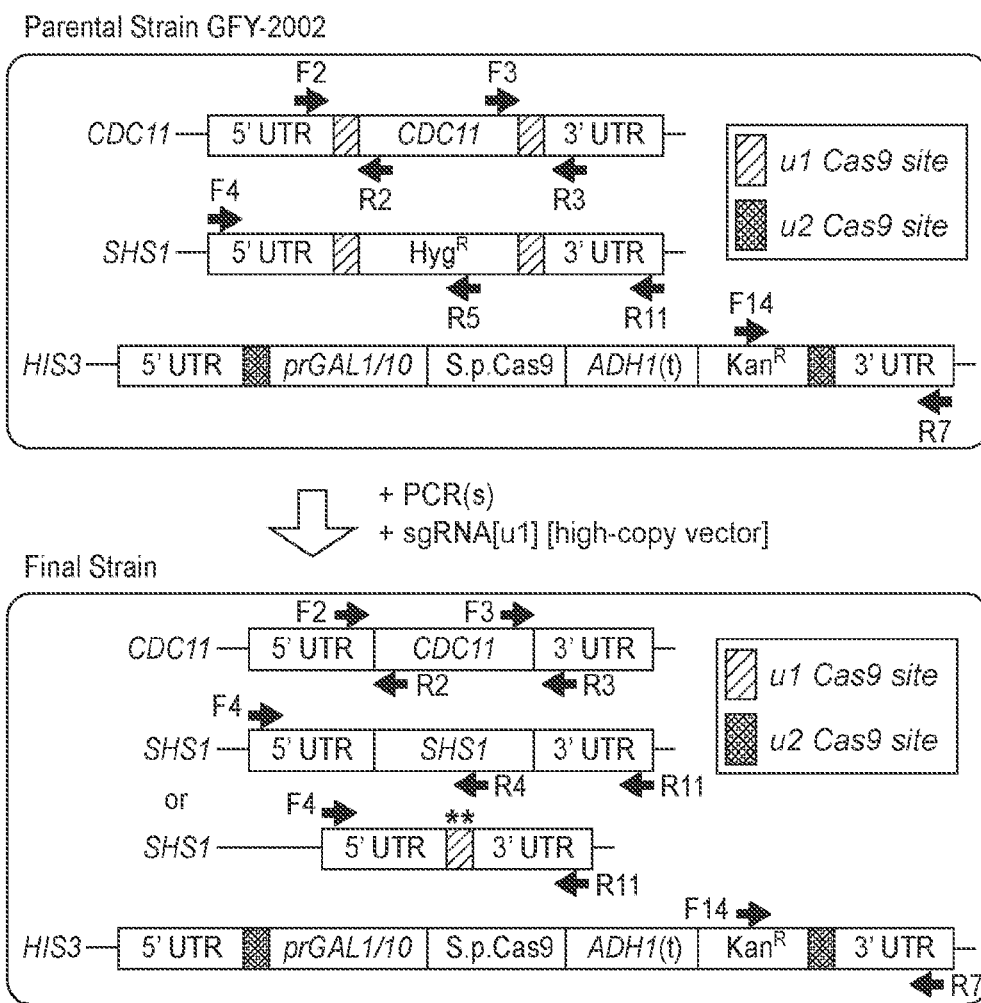 Parental Strain GFY-2002
F2 F3
CDC11 5' UTR CDC11 3' UTR
R2 R3
u1 Cas9 site
u2 Cas9 site
F4
SHS1 5' UTR Hyg^R 3' UTR
R5 R11
F14
HIS3 5' UTR prGAL1/10 S.p.Cas9 ADH1(t) Kan^R 3' UTR
R7
+ PCR(s)
+ sgRNA[u1] [high-copy vector]
Final Strain
F2 F3
CDC11 5' UTR CDC11 3' UTR
R2 R3
u1 Cas9 site
u2 Cas9 site
F4
SHS1 5' UTR SHS1 3' UTR
R4 R11
or
F4 **
SHS1 5' UTR 3' UTR
R11
F14
HIS3 5' UTR prGAL1/10 S.p.Cas9 ADH1(t) Kan^R 3' UTR
R7